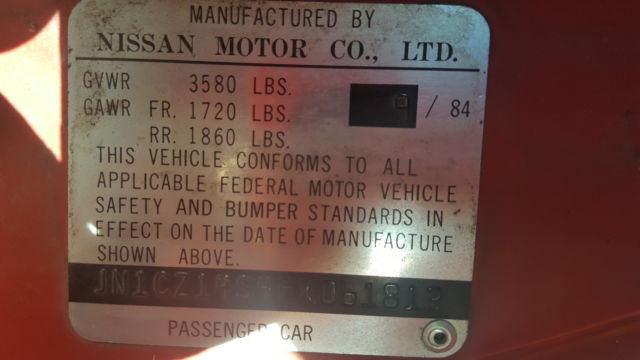 MANUFACTURED BY
NISSAN MOTOR CO., LTD.
GVWR 3580 LBS.
GAWR FR. 1720 LBS. / 84
RR. 1860 LBS.
THIS VEHICLE CONFORMS TO ALL
APPLICABLE FEDERAL MOTOR VEHICLE
SAFETY AND BUMPER STANDARDS IN
EFFECT ON THE DATE OF MANUFACTURE
SHOWN ABOVE.
PASSENGER CAR